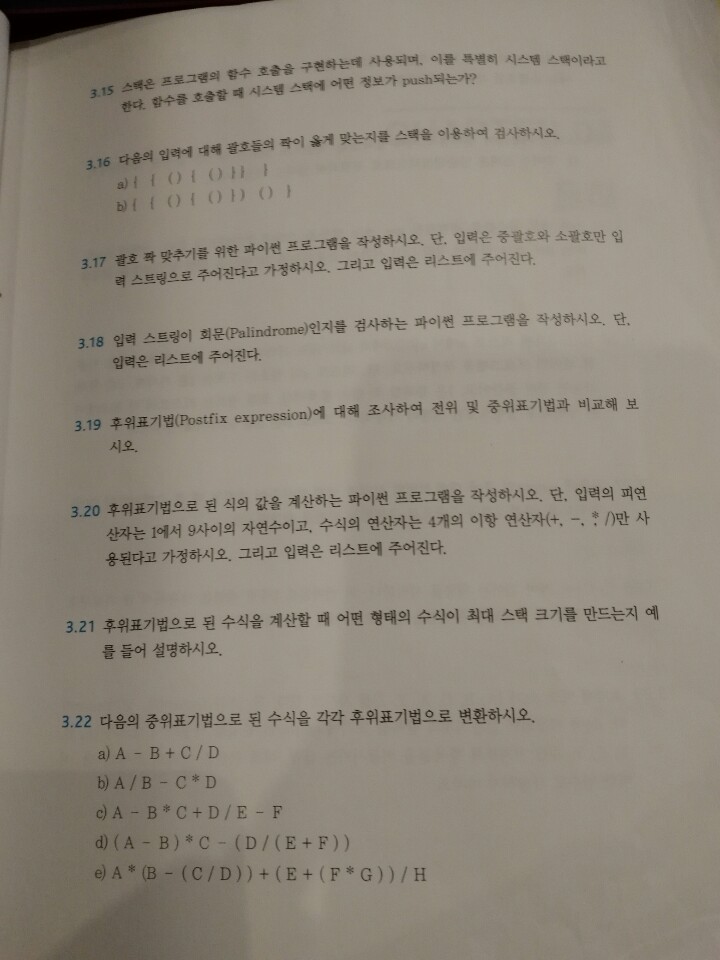 3.15 스택은 프로그램의 함수 호출을 구현하는데 사용되며, 이를 특별히 시스템 스택이라고
한다. 함수를 호출할 때 시스템 스택에 어떤 정보가 push되는가?
3.16 다음의 입력에 대해 괄호들의 짝이 옳게 맞는지를 스택을 이용하여 검사하시오.
a) { { ( ) { ( ) } } }
b) { { ( ) { ( ) } ) ( ) }
3.17 괄호 짝 맞추기를 위한 파이썬 프로그램을 작성하시오. 단, 입력은 중괄호와 소괄호만 입
력 스트링으로 주어진다고 가정하시오. 그리고 입력은 리스트에 주어진다.
3.18 입력 스트링이 회문(Palindrome)인지를 검사하는 파이썬 프로그램을 작성하시오. 단,
입력은 리스트에 주어진다.
3.19 후위표기법(Postfix expression)에 대해 조사하여 전위 및 중위표기법과 비교해 보
시오.
3.20 후위표기법으로 된 식의 값을 계산하는 파이썬 프로그램을 작성하시오. 단, 입력의 피연
산자는 1에서 9사이의 자연수이고, 수식의 연산자는 4개의 이항 연산자(+, -, *, /)만 사
용된다고 가정하시오. 그리고 입력은 리스트에 주어진다.
3.21 후위표기법으로 된 수식을 계산할 때 어떤 형태의 수식이 최대 스택 크기를 만드는지 예
를 들어 설명하시오.
3.22 다음의 중위표기법으로 된 수식을 각각 후위표기법으로 변환하시오.
a) A - B + C / D
b) A / B - C * D
c) A - B * C + D / E - F
d) ( A - B ) * C - ( D / ( E + F ) )
e) A * (B - ( C / D ) ) + ( E + ( F * G ) ) / H